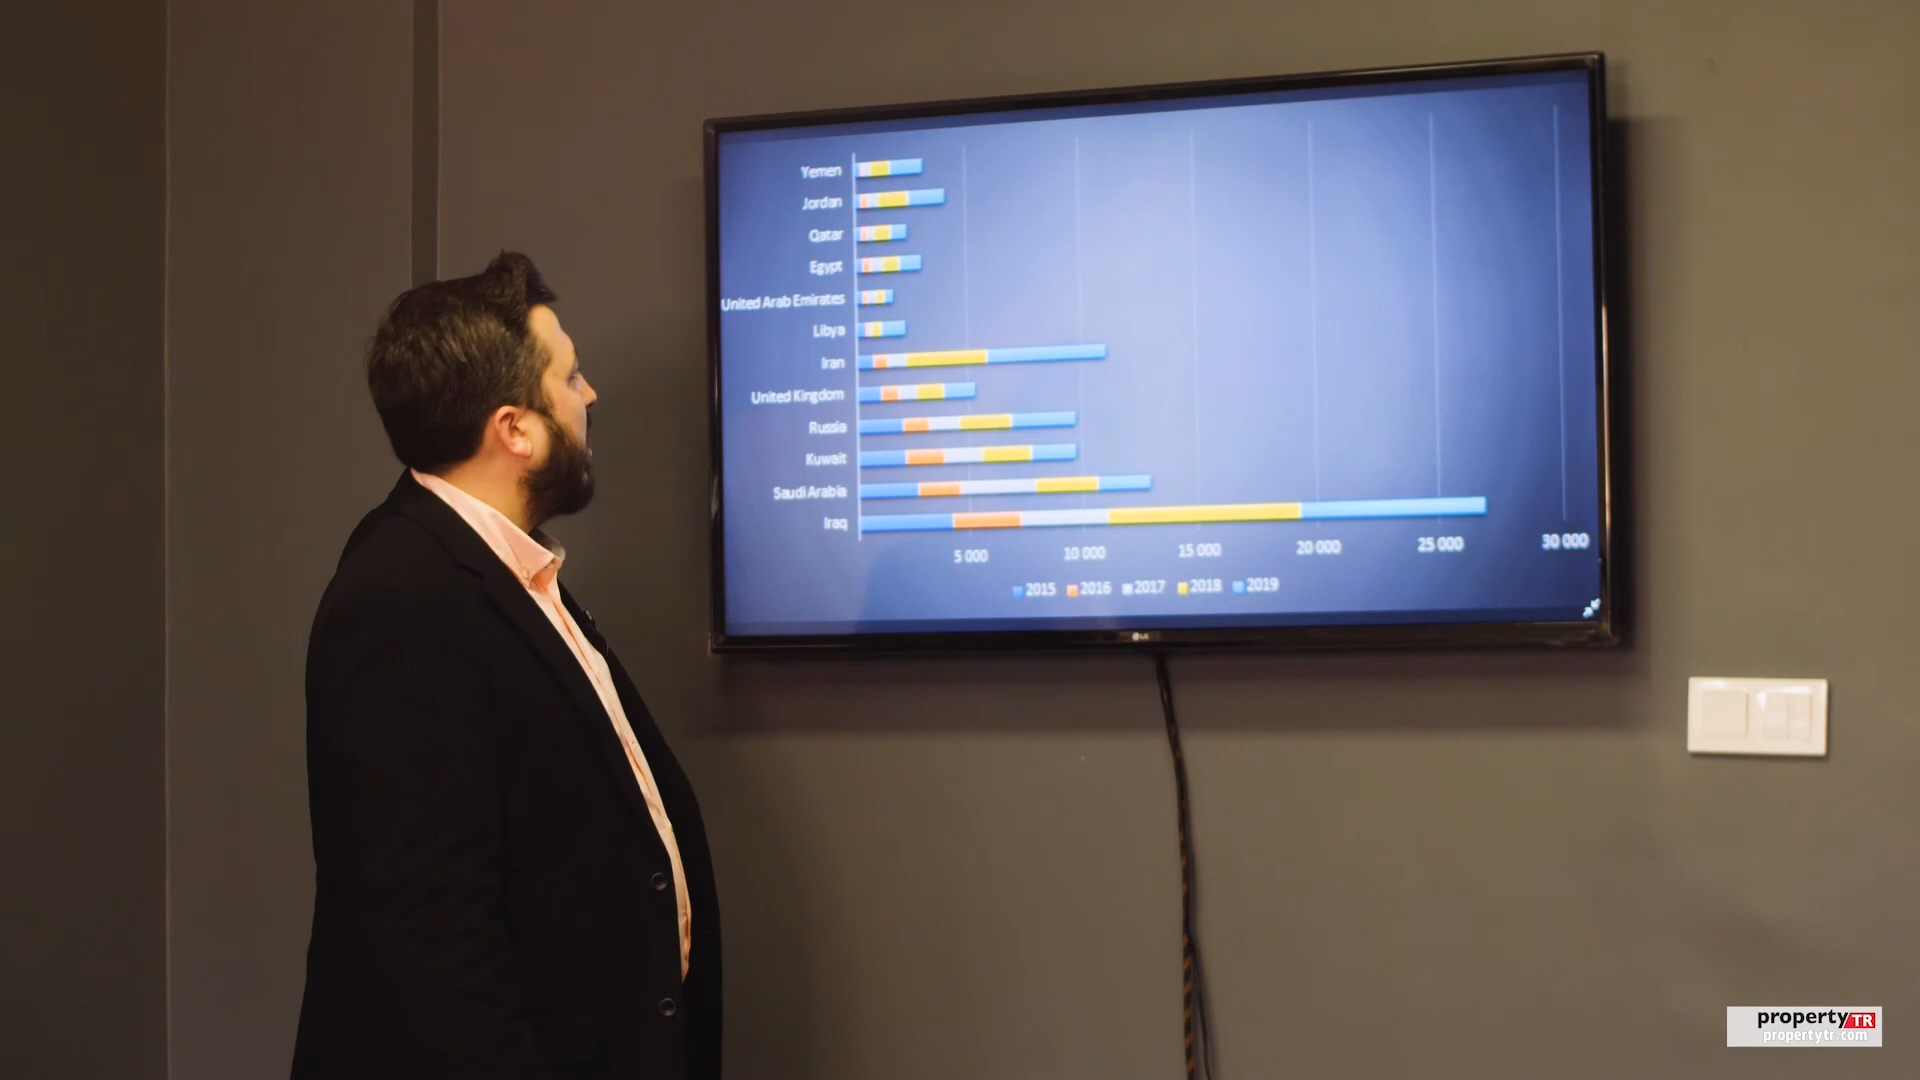 Yemen
Jordan
Qatar
Egypt
United Arab Emirates
Libya
Iran
United Kingdom
Russia
Kuwait
Saudi Arabia
Iraq
5 000 10 000 15 000 20 000 25 000 30 000
2015 2016 2017 2018 2019
LG
property TR
propertytr.com